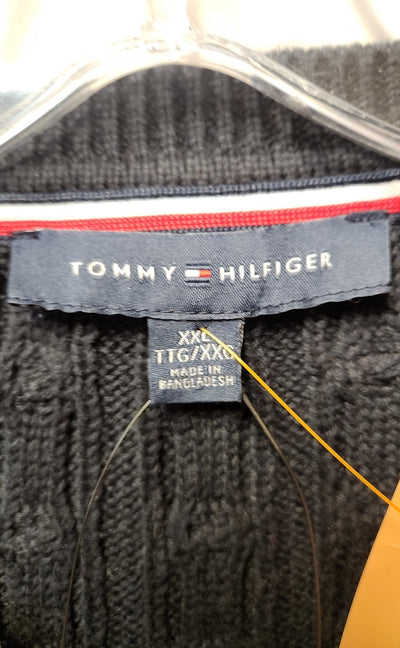 TOMMY HILFIGER
XXL
TTG/XXG
MADE IN
BANGLADESH